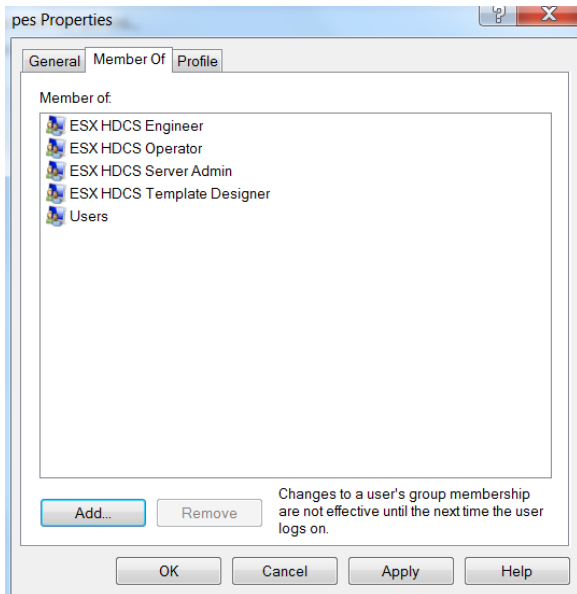 pes Properties
General Member Of Profile
Member of:
ESX HDCS Engineer
ESX HDCS Operator
ESX HDCS Server Admin
ESX HDCS Template Designer
Users
Add... Remove
Changes to a user's group membership
are not effective until the next time the user
logs on.
OK Cancel Apply Help